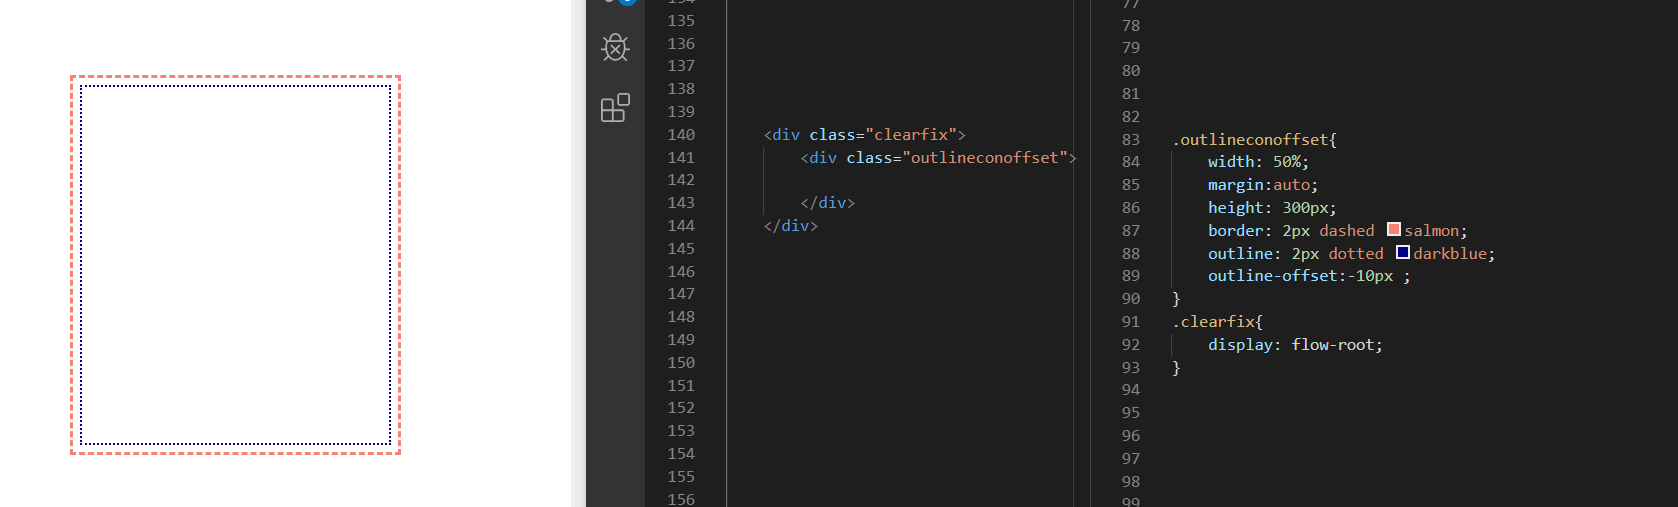 135
136
137
138
139
140 <div class="clearfix">
141 <div class="outlineconoffset">
142
143 </div>
144 </div>
145
146
147
148
149
150
151
152
153
154
155
156
77
78
79
80
81
82
83 .outlineconoffset{
84 width: 50%;
85 margin:auto;
86 height: 300px;
87 border: 2px dashed salmon;
88 outline: 2px dotted darkblue;
89 outline-offset:-10px ;
90 }
91 .clearfix{
92 display: flow-root;
93 }
94
95
96
97
98
99